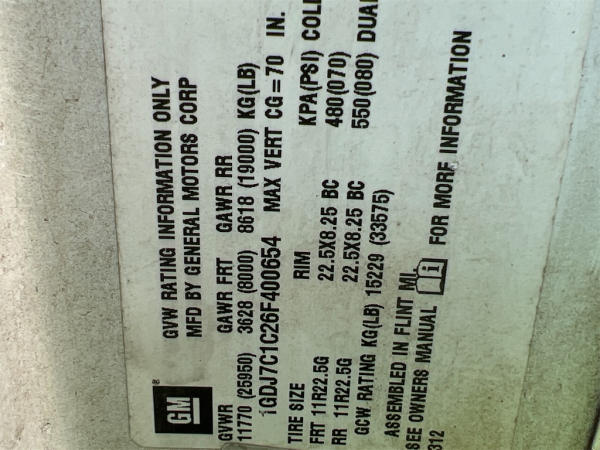 GM ®
GVW RATING INFORMATION ONLY
MFD BY GENERAL MOTORS CORP
GVWR GAWR FRT GAWR RR
11770 (25950) 3628 (8000) 8618 (19000) KG(LB)
1GDJ7C1C26F400654 MAX VERT CG=70 IN.
TIRE SIZE RIM KPA(PSI) COLD
FRT 11R22.5G 22.5X8.25 BC 480(070)
RR 11R22.5G 22.5X8.25 BC 550(080) DUAL
GCW RATING KG(LB) 15229 (33575)
ASSEMBLED IN FLINT MI.
SEE OWNERS MANUAL FOR MORE INFORMATION
312